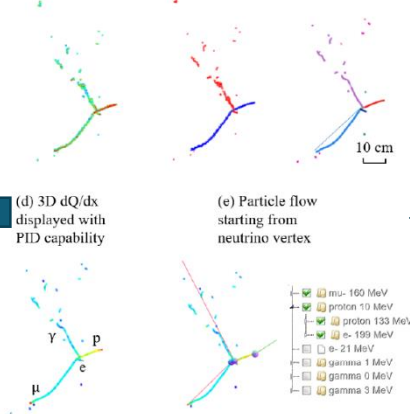 10 cm
(d) 3D dQ/dx
displayed with
PID capability
(e) Particle flow
starting from
neutrino vertex
γ
p
e
μ
mu- 160 MeV
proton 10 MeV
proton 133 MeV
e- 199 MeV
e- 21 MeV
gamma 1 MeV
gamma 0 MeV
gamma 3 MeV